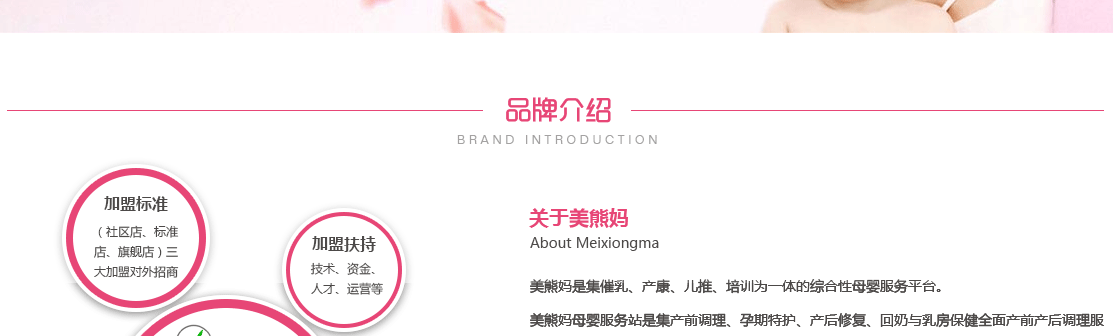 品牌介绍
BRAND INTRODUCTION
加盟标准
（社区店、标准
店、旗舰店）三
大加盟对外招商
加盟扶持
技术、资金、
人才、运营等
关于美熊妈
About Meixiongma
美熊妈是集催乳、产康、儿推、培训为一体的综合性母婴服务平台。
美熊妈母婴服务站是集产前调理、孕期特护、产后修复、回奶与乳房保健全面产前产后调理服